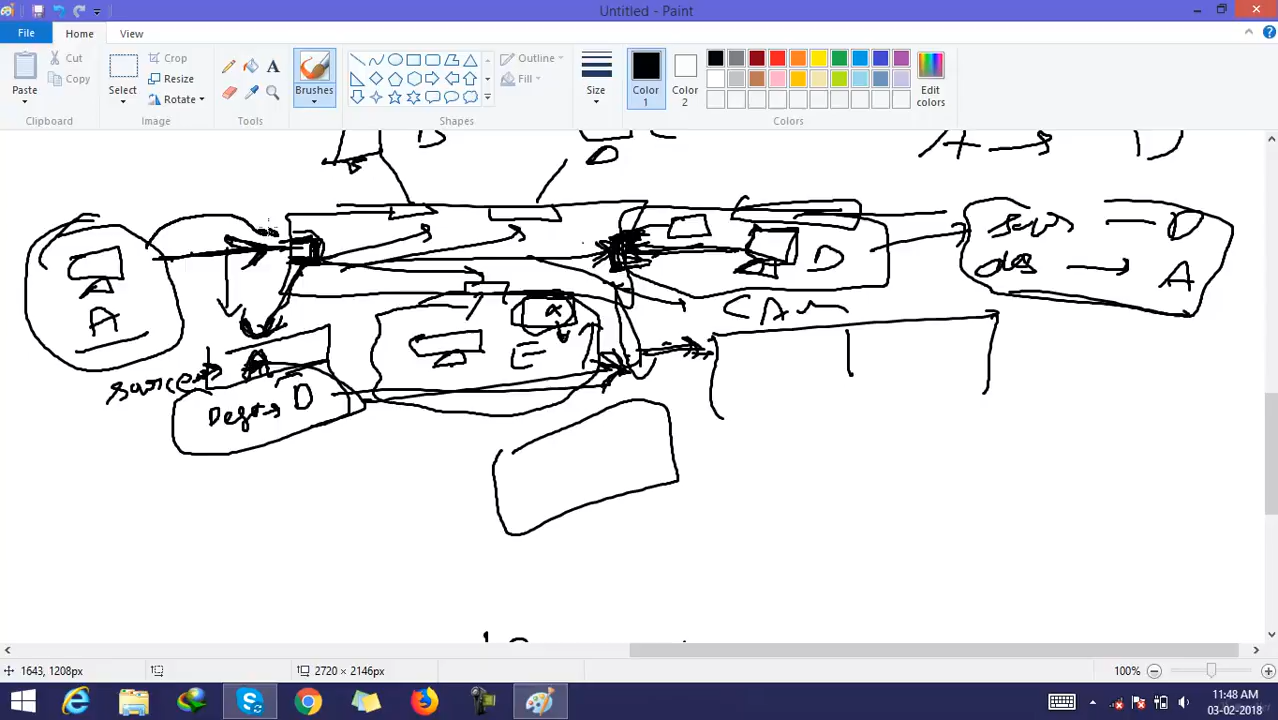 Untitled - Paint
File
Home
View
Paste
Cut
Copy
Clipboard
Select
Crop
Resize
Rotate
Image
Tools
Brushes
Shapes
Outline
Fill
Size
Color 1
Color 2
Edit colors
Colors
B
D
A → D
A
D
E
D
A
CAM
D
1643, 1208px
2720 × 2146px
100%
11:48 AM
03-02-2018